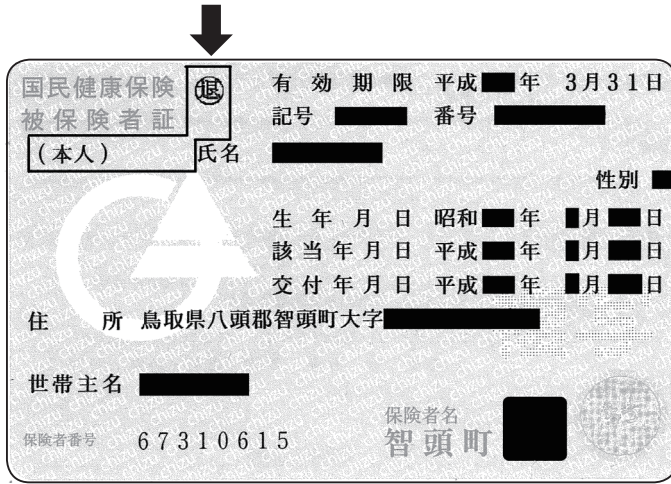 国民健康保険 ㊡ 有効期限 平成 年 3月31日
被保険者証 記号 番号
(本人) 氏名
性別
生年月日 昭和 年 月 日
該当年月日 平成 年 月 日
交付年月日 平成 年 月 日
住所 鳥取県八頭郡智頭町大字
世帯主名
保険者番号 67310615
保険者名
智頭町